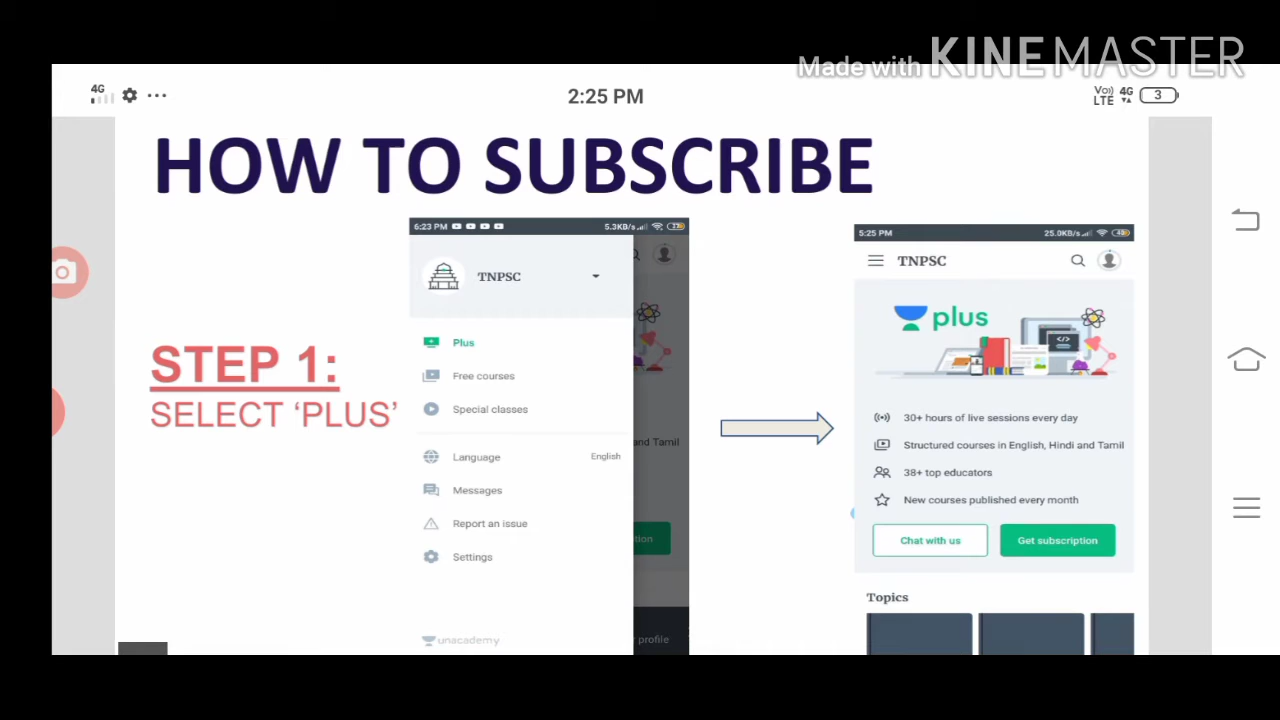 Made with KINEMASTER
4G
2:25 PM
Vo) LTE 4G 3
HOW TO SUBSCRIBE
STEP 1:
SELECT ‘PLUS’
6:23 PM 5.3KB/s
TNPSC
Plus
Free courses
Special classes
Language English
Messages
Report an issue
Settings
unacademy
and Tamil
tion
profile
5:25 PM 25.0KB/s
TNPSC
plus
30+ hours of live sessions every day
Structured courses in English, Hindi and Tamil
38+ top educators
New courses published every month
Chat with us Get subscription
Topics